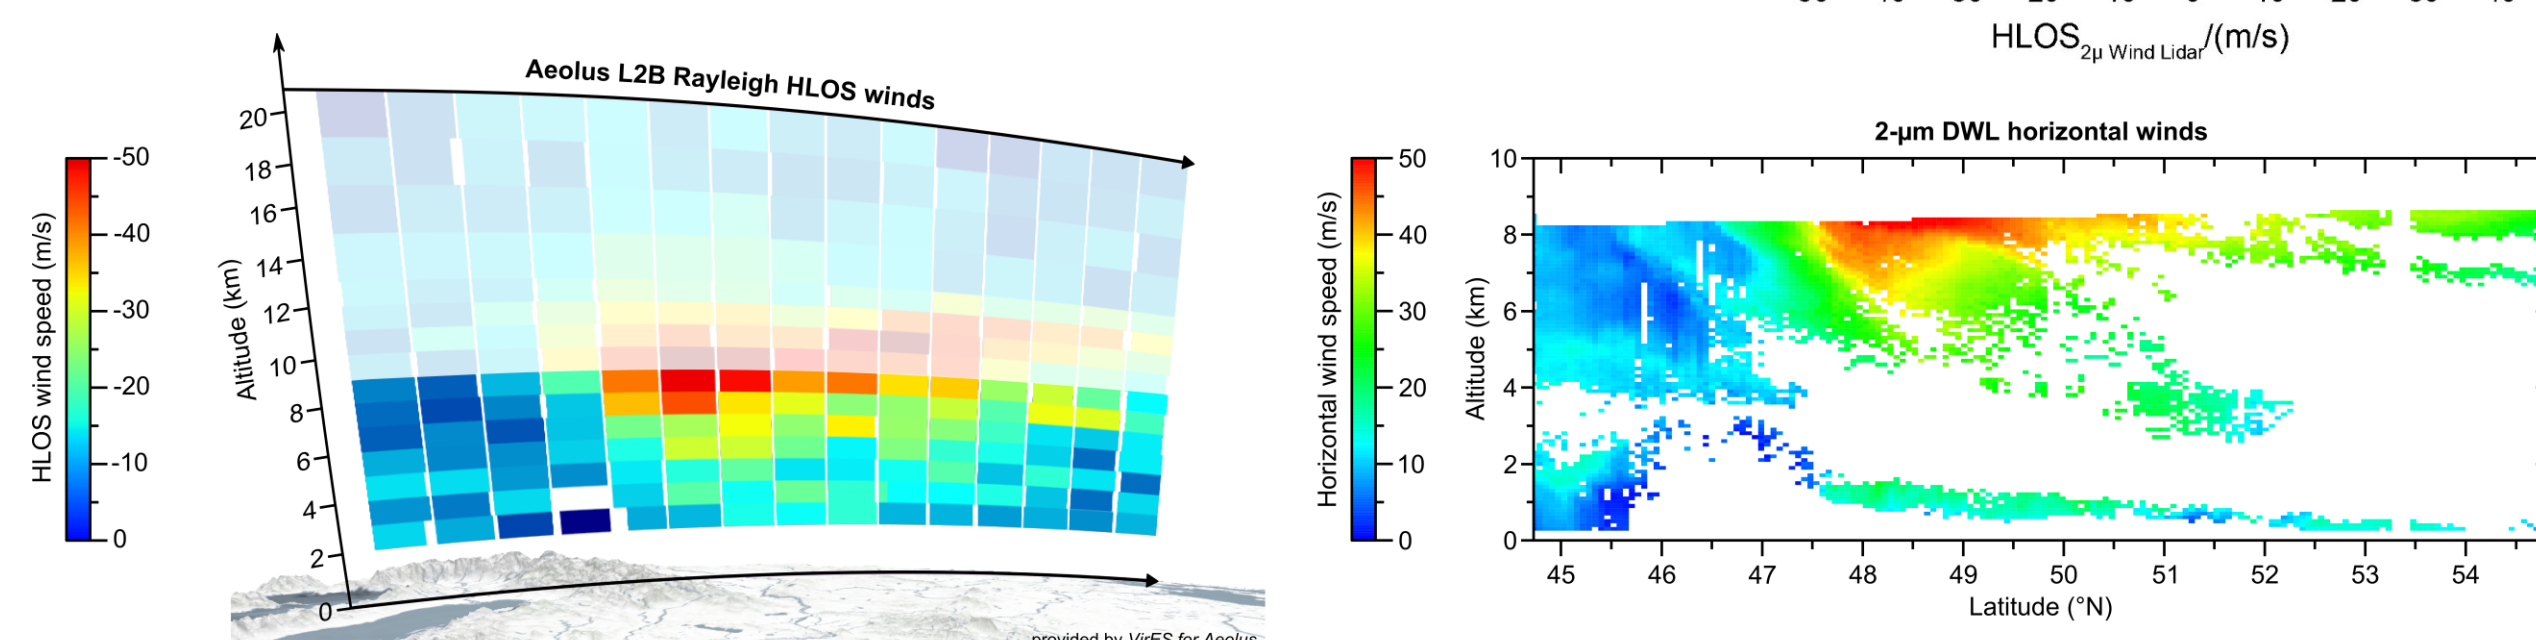 Aeolus L2B Rayleigh HLOS winds
HLOS wind speed (m/s)
-50
-40
-30
-20
-10
0
Altitude (km)
20
18
16
14
12
10
8
6
4
2
0
provided by VirES for Aeolus
HLOS2µ Wind Lidar/(m/s)
2-µm DWL horizontal winds
Horizontal wind speed (m/s)
50
40
30
20
10
0
Altitude (km)
10
8
6
4
2
0
45 46 47 48 49 50 51 52 53 54
Latitude (°N)